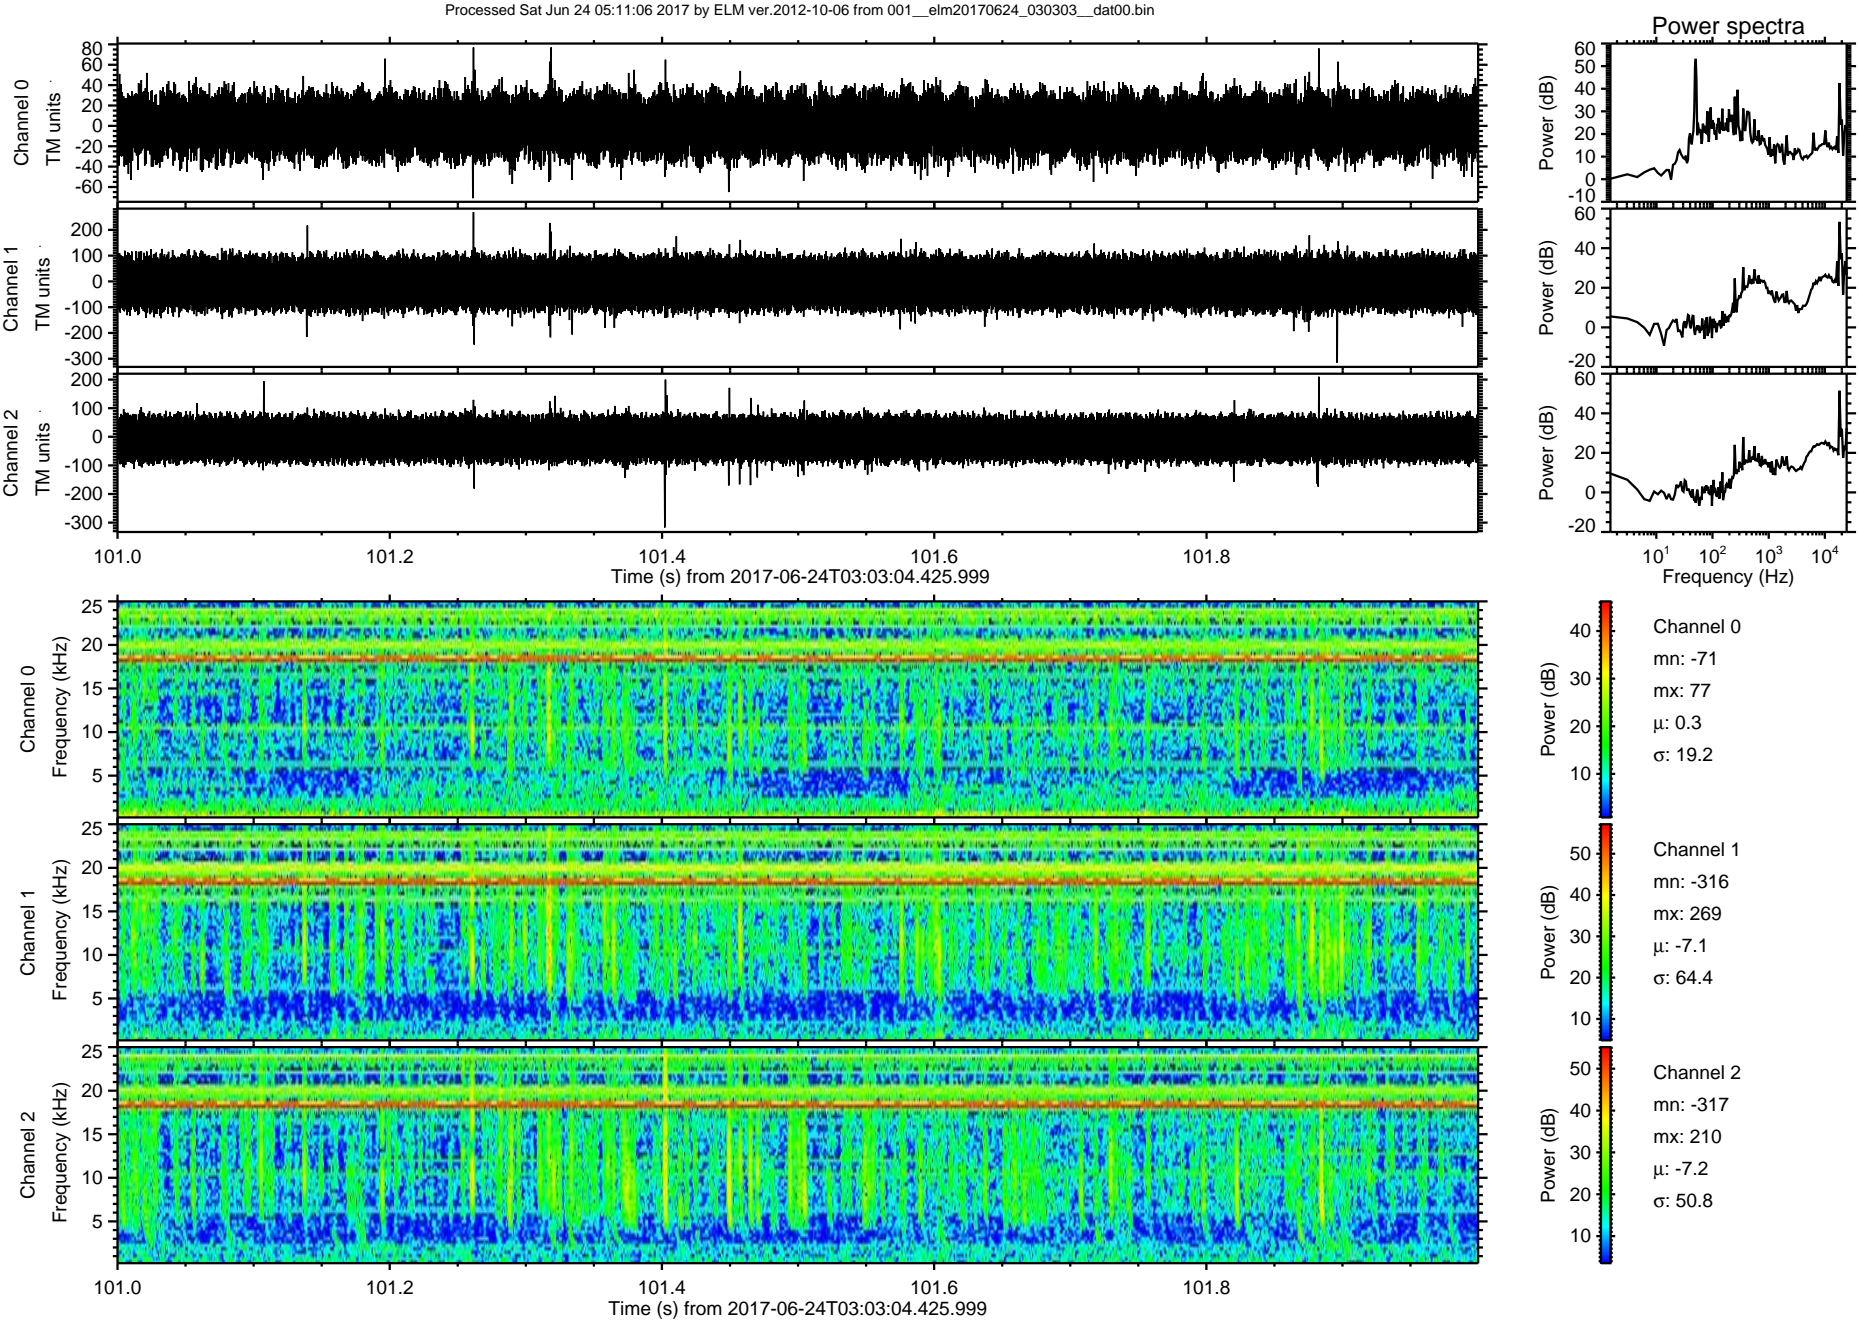 Processed Sat Jun 24 05:11:06 2017 by ELM ver.2012-10-06 from 001__elm20170624_030303__dat00.bin
Power spectra
Channel 0
TM units
80
60
40
20
0
-20
-40
-60
Power (dB)
60
50
40
30
20
10
0
-10
Channel 1
TM units
200
100
0
-100
-200
-300
Power (dB)
60
40
20
0
-20
Channel 2
TM units
200
100
0
-100
-200
-300
Power (dB)
60
40
20
0
-20
101.0 101.2 101.4 101.6 101.8
Time (s) from 2017-06-24T03:03:04.425.999
10¹ 10² 10³ 10⁴
Frequency (Hz)
Channel 0
Frequency (kHz)
25
20
15
10
5
Power (dB)
40
30
20
10
Channel 0
mn: -71
mx: 77
μ: 0.3
σ: 19.2
Channel 1
Frequency (kHz)
25
20
15
10
5
Power (dB)
50
40
30
20
10
Channel 1
mn: -316
mx: 269
μ: -7.1
σ: 64.4
Channel 2
Frequency (kHz)
25
20
15
10
5
Power (dB)
50
40
30
20
10
Channel 2
mn: -317
mx: 210
μ: -7.2
σ: 50.8
101.0 101.2 101.4 101.6 101.8
Time (s) from 2017-06-24T03:03:04.425.999